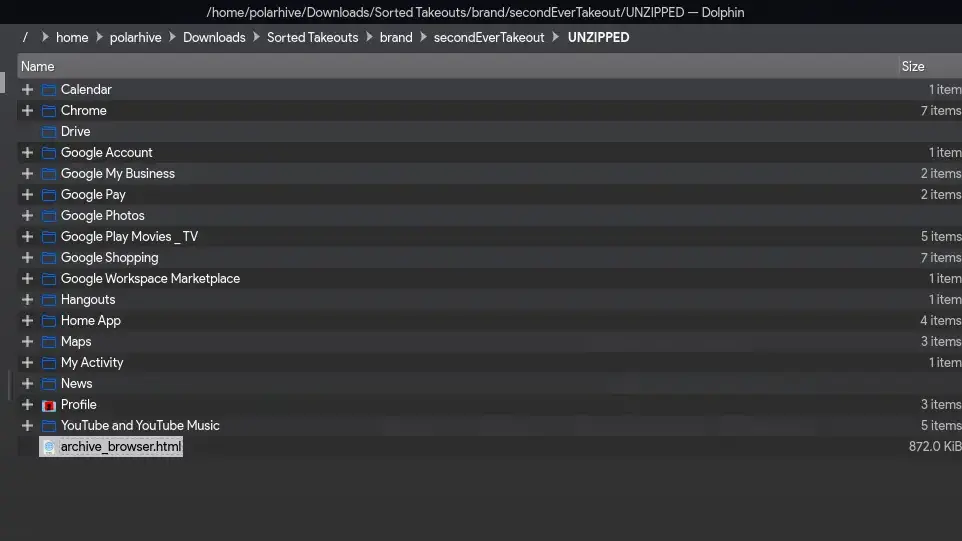 /home/polarhive/Downloads/Sorted Takeouts/brand/secondEverTakeout/UNZIPPED — Dolphin
/ home polarhive Downloads Sorted Takeouts brand secondEverTakeout UNZIPPED
Name Size
Calendar 1 item
Chrome 7 items
Drive
Google Account 1 item
Google My Business 2 items
Google Pay 2 items
Google Photos
Google Play Movies _ TV 5 items
Google Shopping 7 items
Google Workspace Marketplace 1 item
Hangouts 1 item
Home App 4 items
Maps 3 items
My Activity 1 item
News
Profile 3 items
YouTube and YouTube Music 5 items
archive_browser.html 872.0 KiB